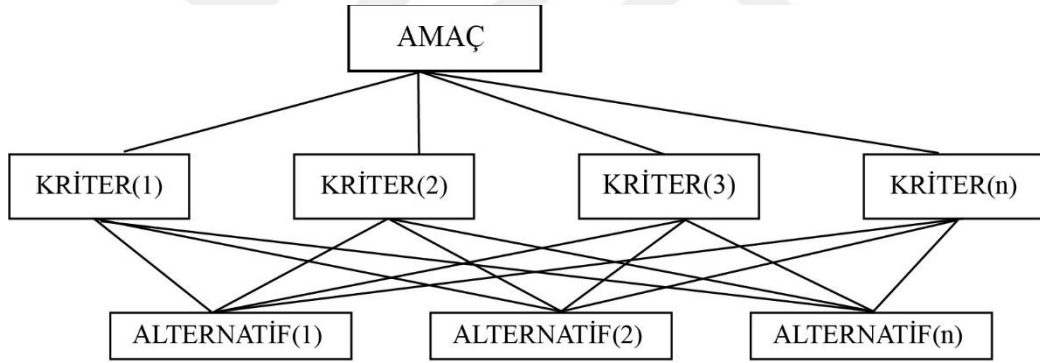 AMAÇ
KRİTER(1) KRİTER(2) KRİTER(3) KRİTER(n)
ALTERNATİF(1) ALTERNATİF(2) ALTERNATİF(n)